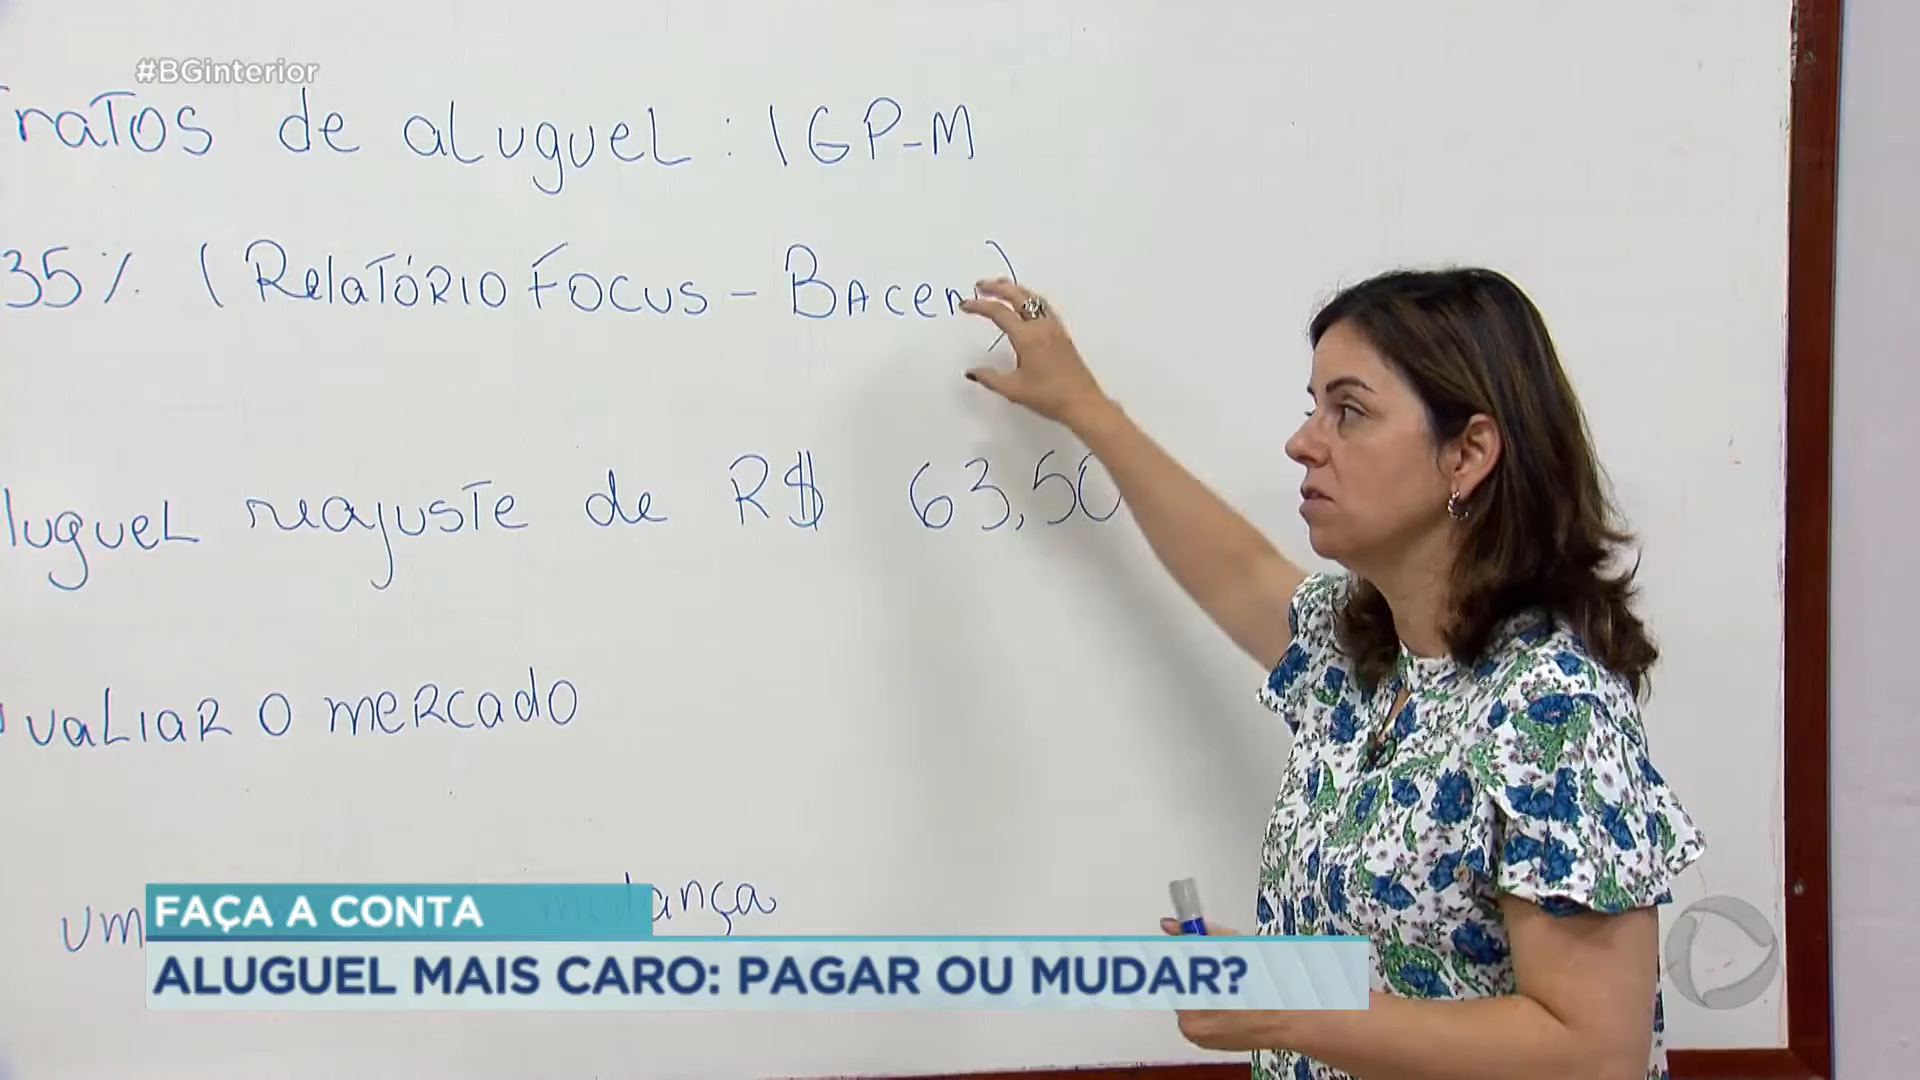 #BGinterior
ratos de aluguel: IGP-M
35% (Relatório Focus - Bacen)
luguel reajuste de R$ 63,50
valiar o mercado
um mudança
FAÇA A CONTA
ALUGUEL MAIS CARO: PAGAR OU MUDAR?